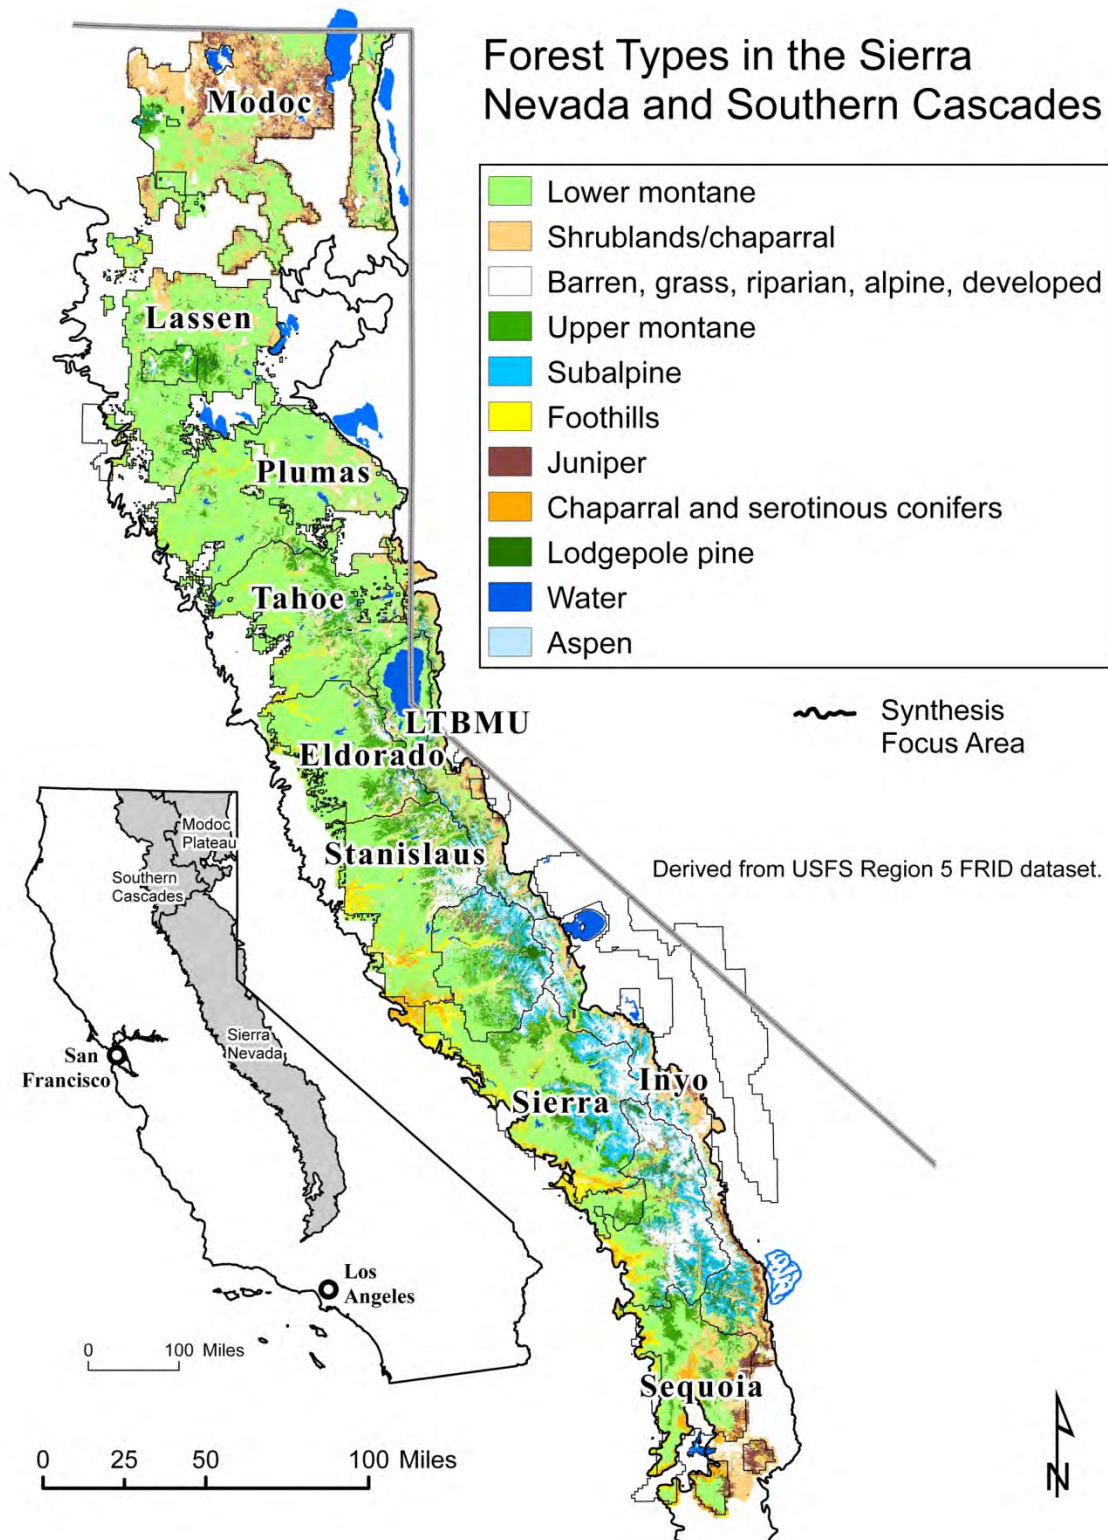 Forest Types in the Sierra
Nevada and Southern Cascades
Lower montane
Shrublands/chaparral
Barren, grass, riparian, alpine, developed
Upper montane
Subalpine
Foothills
Juniper
Chaparral and serotinous conifers
Lodgepole pine
Water
Aspen
Synthesis
Focus Area
Derived from USFS Region 5 FRID dataset.
Modoc
Lassen
Plumas
Tahoe
LTBMU
Eldorado
Stanislaus
Inyo
Sierra
Sequoia
Modoc
Plateau
Southern
Cascades
Sierra
Nevada
San
Francisco
Los
Angeles
0 100 Miles
0 25 50 100 Miles
N